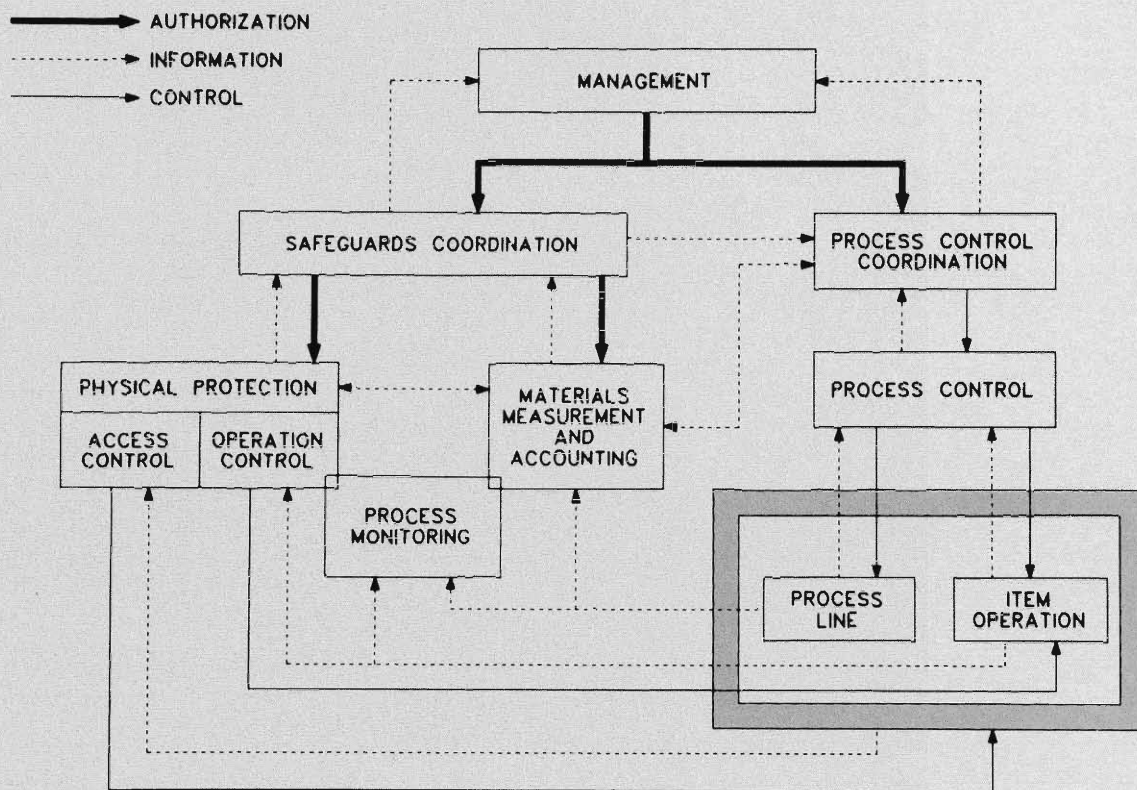 AUTHORIZATION
INFORMATION
CONTROL
MANAGEMENT
SAFEGUARDS COORDINATION
PROCESS CONTROL
COORDINATION
PHYSICAL PROTECTION
ACCESS
CONTROL
OPERATION
CONTROL
MATERIALS
MEASUREMENT
AND
ACCOUNTING
PROCESS CONTROL
PROCESS
MONITORING
PROCESS
LINE
ITEM
OPERATION